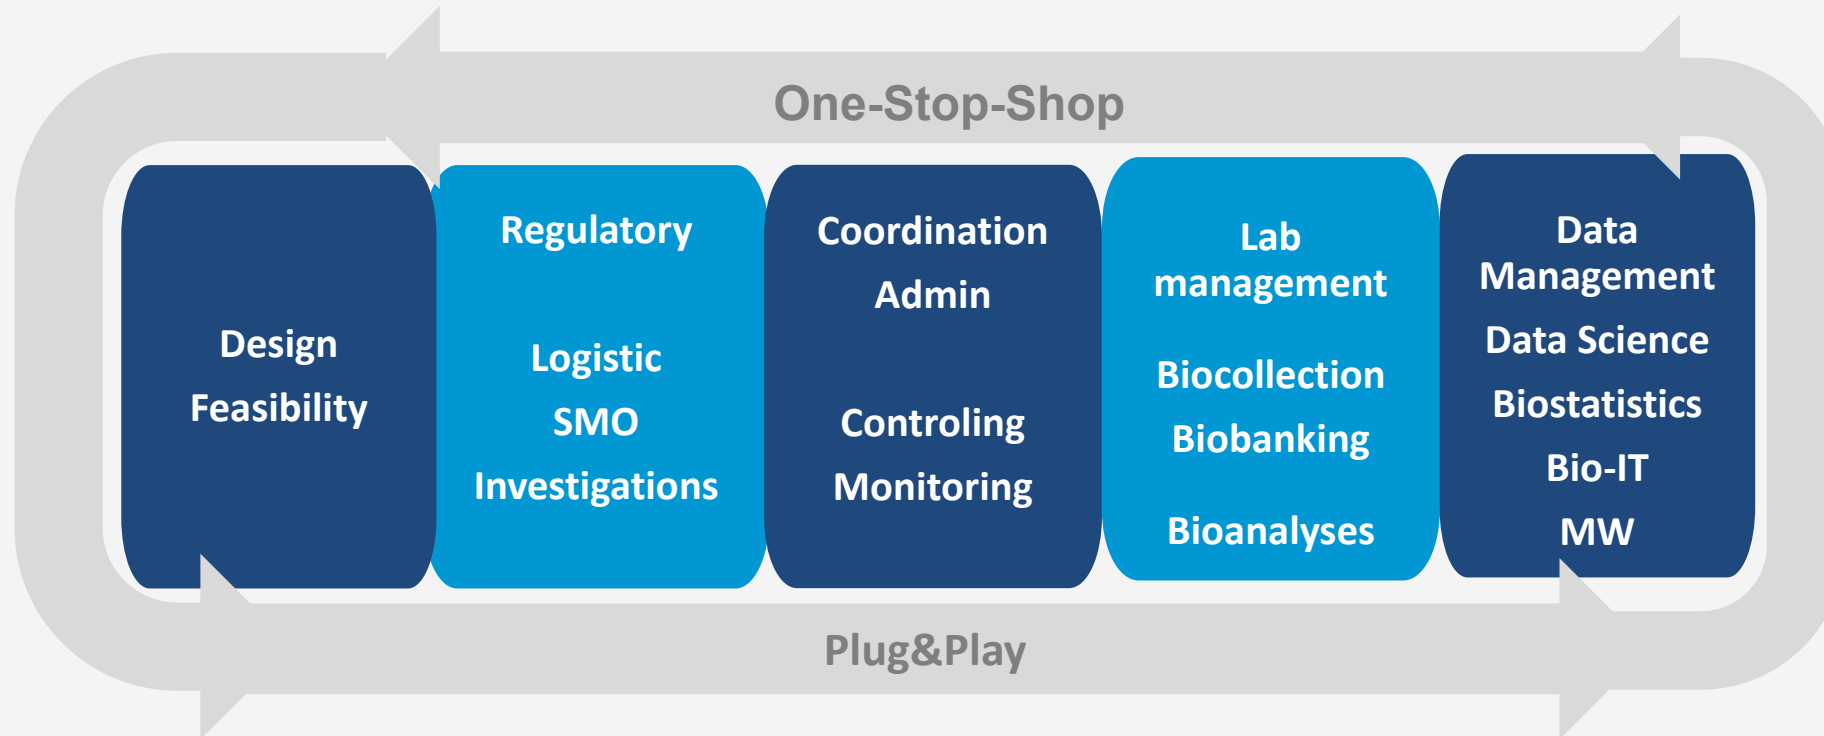 One-Stop-Shop
Design
Feasibility
Regulatory
Logistic
SMO
Investigations
Coordination
Admin
Controling
Monitoring
Lab
management
Biocollection
Biobanking
Bioanalyses
Data
Management
Data Science
Biostatistics
Bio-IT
MW
Plug&Play